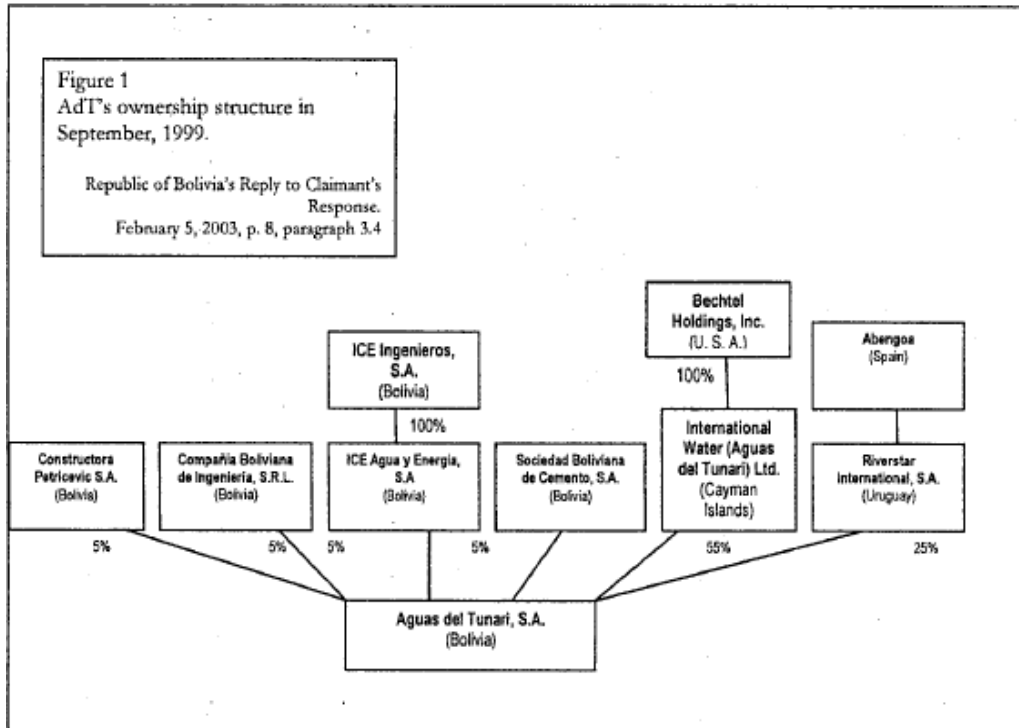 Figure 1
AdT's ownership structure in
September, 1999.
Republic of Bolivia's Reply to Claimant's
Response.
February 5, 2003, p. 8, paragraph 3.4
Bechtel
Holdings, Inc.
(U. S. A.)
ICE Ingenieros,
S.A.
(Bolivia)
Abengoa
(Spain)
100%
100%
Constructora
Petricevic S.A.
(Bolivia)
Compañía Boliviana
de Ingeniería, S.R.L.
(Bolivia)
ICE Agua y Energía,
S.A
(Bolivia)
Sociedad Boliviana
de Cemento, S.A.
(Bolivia)
International
Water (Aguas
del Tunari) Ltd.
(Cayman
Islands)
Riverstar
International, S.A.
(Uruguay)
5%
5%
5%
5%
55%
25%
Aguas del Tunari, S.A.
(Bolivia)